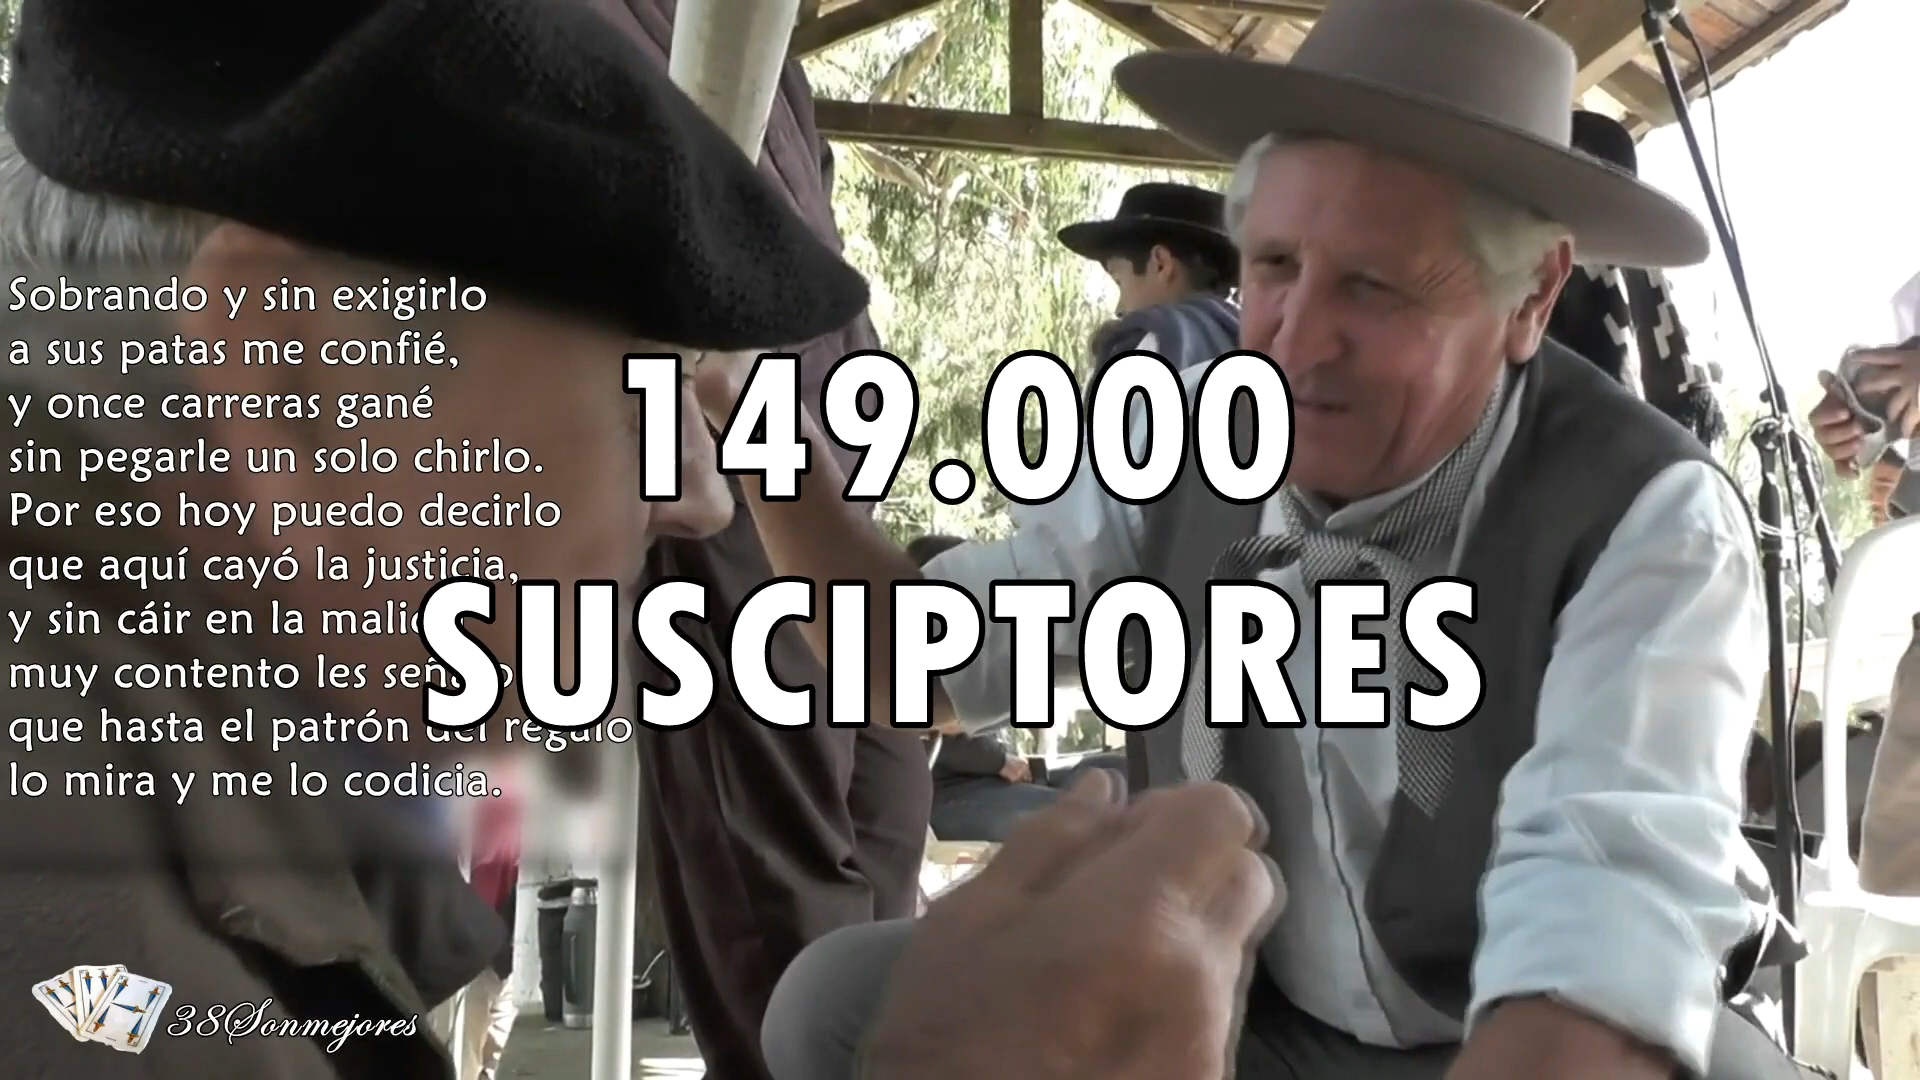 Sobrando y sin exigirlo
a sus patas me confié,
y once carreras gané
sin pegarle un solo chirlo.
Por eso hoy puedo decirlo
que aquí cayó la justicia,
y sin cáir en la
muy contento les
que hasta el patrón del regalo
lo mira y me lo codicia.
149.000
SUSCIPTORES
38Sonmejores